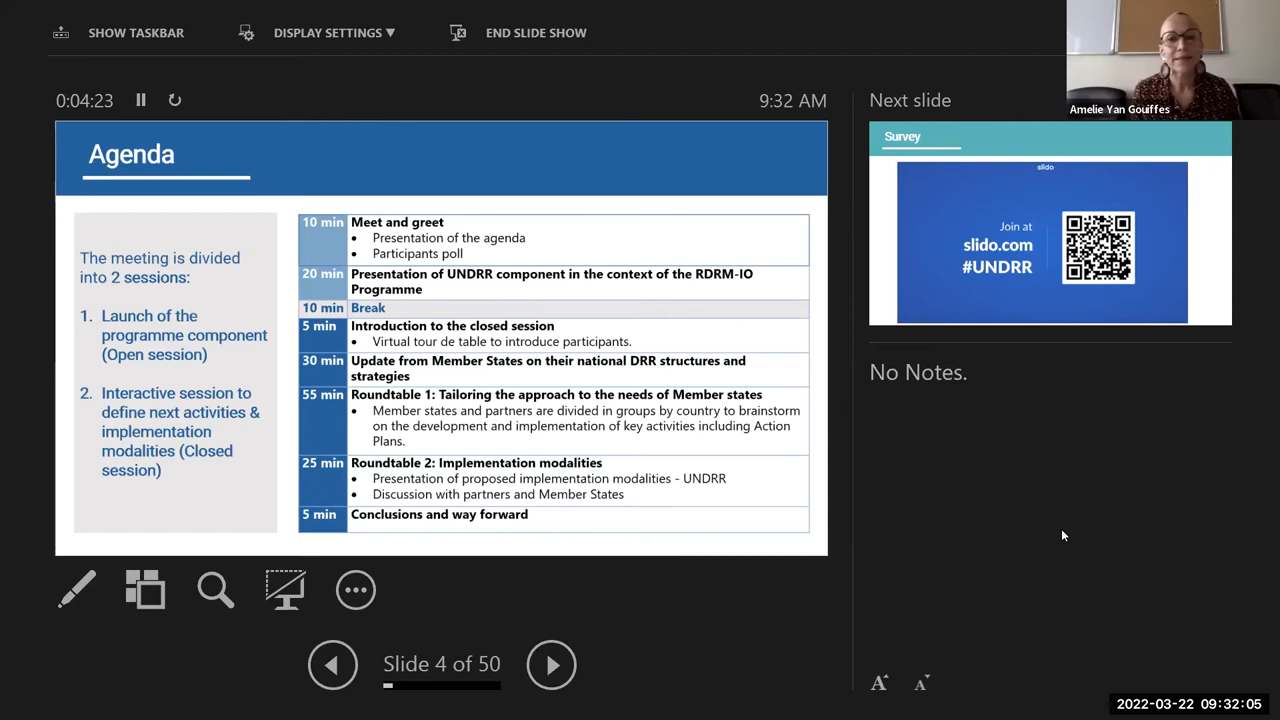 SHOW TASKBAR
DISPLAY SETTINGS ▼
END SLIDE SHOW
Amelie Yan Gouiffes
0:04:23
9:32 AM
Next slide
Agenda
The meeting is divided
into 2 sessions:
1. Launch of the
programme component
(Open session)
2. Interactive session to
define next activities &
implementation
modalities (Closed
session)
10 min Meet and greet
• Presentation of the agenda
• Participants poll
20 min Presentation of UNDRR component in the context of the RDRM-IO
Programme
10 min Break
5 min Introduction to the closed session
• Virtual tour de table to introduce participants.
30 min Update from Member States on their national DRR structures and
strategies
55 min Roundtable 1: Tailoring the approach to the needs of Member states
• Member states and partners are divided in groups by country to brainstorm
on the development and implementation of key activities including Action
Plans.
25 min Roundtable 2: Implementation modalities
• Presentation of proposed implementation modalities - UNDRR
• Discussion with partners and Member States
5 min Conclusions and way forward
Survey
slido
Join at
slido.com
#UNDRR
No Notes.
Slide 4 of 50
A A
2022-03-22 09:32:05